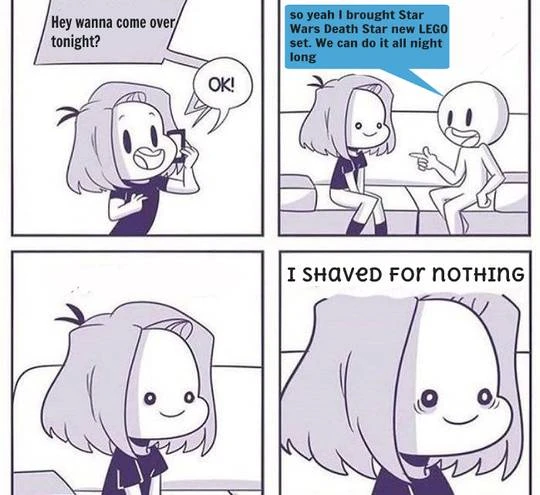 Hey wanna come over
tonight?
OK!
so yeah I brought Star
Wars Death Star new LEGO
set. We can do it all night
long
I SHAVED FOR NOTHING